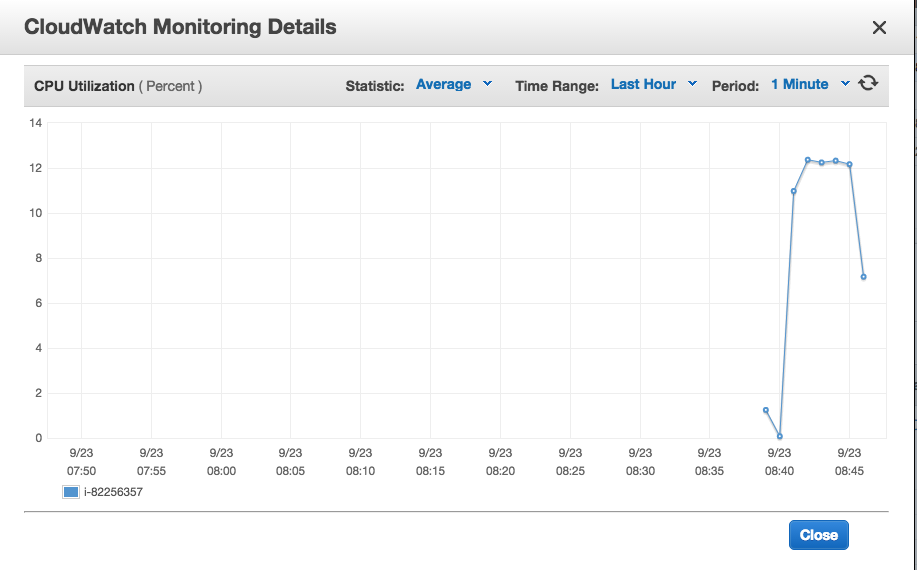 CloudWatch Monitoring Details
CPU Utilization ( Percent ) Statistic: Average Time Range: Last Hour Period: 1 Minute
14
12
10
8
6
4
2
0
9/23 9/23 9/23 9/23 9/23 9/23 9/23 9/23 9/23 9/23 9/23 9/23
07:50 07:55 08:00 08:05 08:10 08:15 08:20 08:25 08:30 08:35 08:40 08:45
i-82256357
Close